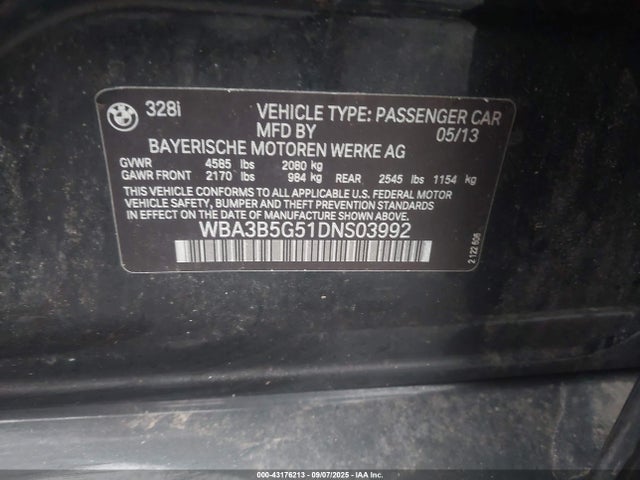 328i VEHICLE TYPE: PASSENGER CAR
MFD BY 05/13
BAYERISCHE MOTOREN WERKE AG
GVWR 4585 lbs 2080 kg
GAWR FRONT 2170 lbs 984 kg REAR 2545 lbs 1154 kg
THIS VEHICLE CONFORMS TO ALL APPLICABLE U.S. FEDERAL MOTOR
VEHICLE SAFETY, BUMPER AND THEFT PREVENTION STANDARDS
IN EFFECT ON THE DATE OF MANUFACTURE SHOWN ABOVE.
WBA3B5G51DNS03992
2 122 506
000-43176213 - 09/07/2025 - IAA Inc.